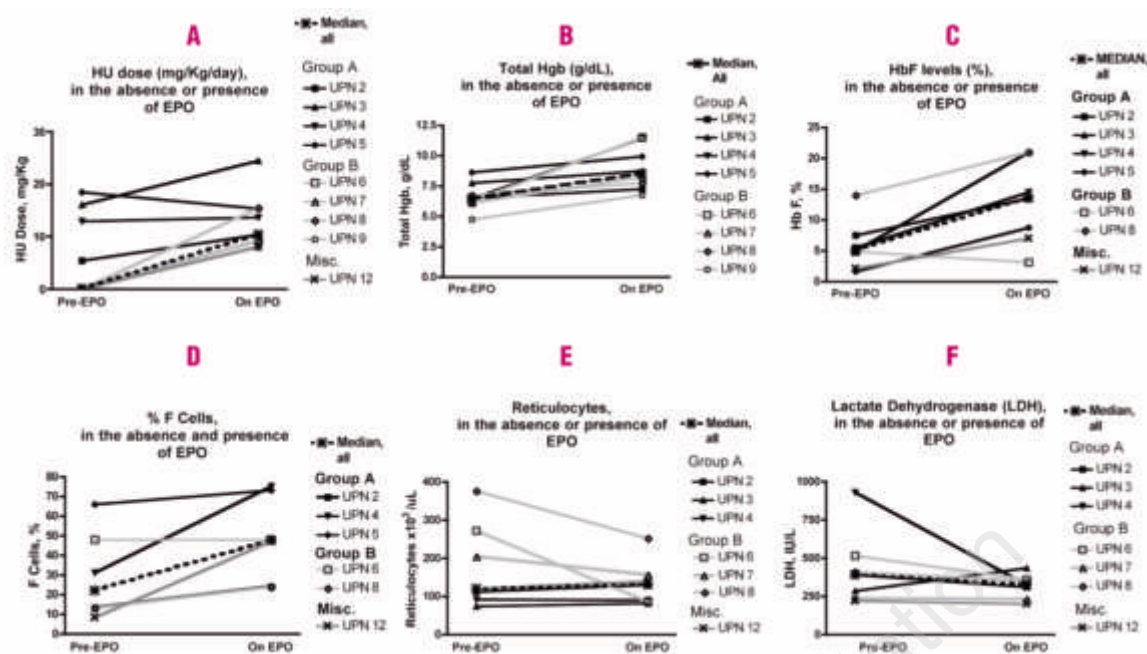 A
HU dose (mg/Kg/day),
in the absence or presence
of EPO
HU Dose, mg/Kg
30
20
10
0
Pre-EPO
On EPO
Median,
all
Group A
UPN 2
UPN 3
UPN 4
UPN 5
Group B
UPN 6
UPN 7
UPN 8
UPN 9
Misc.
UPN 12
B
Total Hgb (g/dL),
in the absence or presence
of EPO
Total Hgb, g/dL
12.5
10.0
7.5
5.0
2.5
0.0
Pre-EPO
On EPO
Median,
All
Group A
UPN 2
UPN 3
UPN 4
UPN 5
Group B
UPN 6
UPN 7
UPN 8
UPN 9
C
HbF levels (%),
in the absence or presence
of EPO
Hb F, %
25
20
15
10
5
0
Pre-EPO
On EPO
MEDIAN,
all
Group A
UPN 2
UPN 3
UPN 4
UPN 5
Group B
UPN 6
UPN 8
Misc.
UPN 12
D
% F Cells,
in the absence and presence
of EPO
F Cells, %
80
70
60
50
40
30
20
10
0
Pre-EPO
On EPO
Median,
all
Group A
UPN 2
UPN 4
UPN 5
Group B
UPN 6
UPN 8
Misc.
UPN 12
E
Reticulocytes,
in the absence or presence of
EPO
Reticulocytes x10³/uL
400
300
200
100
0
Pre-EPO
On EPO
Median,
all
Group A
UPN 2
UPN 3
UPN 4
Group B
UPN 6
UPN 7
UPN 8
Misc.
UPN 12
F
Lactate Dehydrogenase (LDH),
in the absence or presence of
EPO
LDH, IU/L
1000
750
500
250
0
Pre-EPO
On EPO
Median,
all
Group A
UPN 2
UPN 3
UPN 4
Group B
UPN 6
UPN 7
UPN 8
Misc.
UPN 12